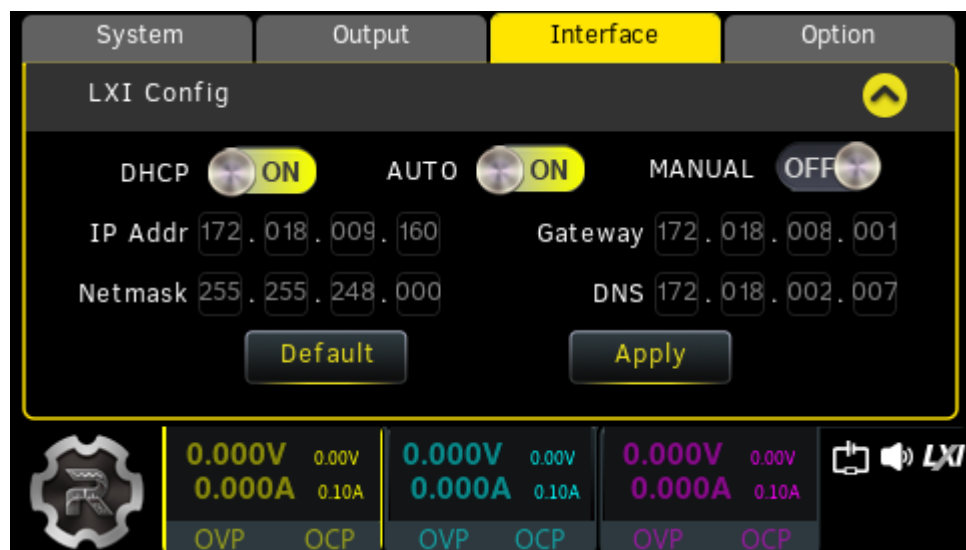 System Output Interface Option
LXI Config
DHCP ON AUTO ON MANUAL OFF
IP Addr 172 . 018 . 009 . 160 Gateway 172 . 018 . 008 . 001
Netmask 255 . 255 . 248 . 000 DNS 172 . 018 . 002 . 007
Default Apply
0.000V 0.00V 0.000V 0.00V 0.000V 0.00V LXI
0.000A 0.10A 0.000A 0.10A 0.000A 0.10A
OVP OCP OVP OCP OVP OCP